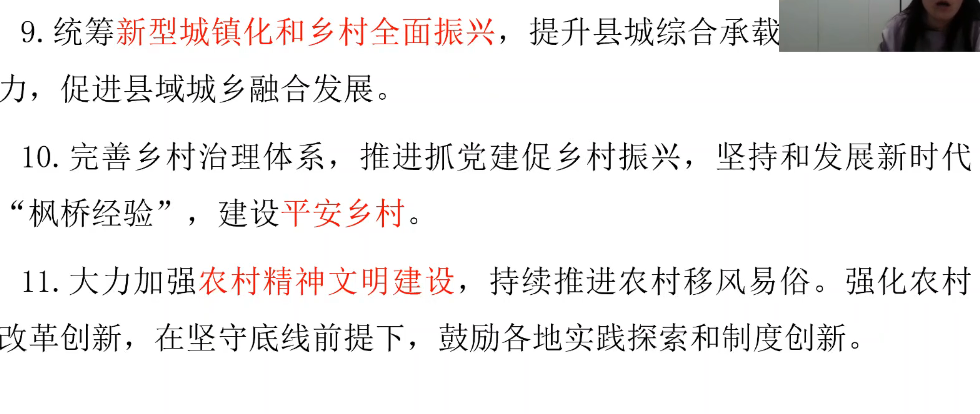 9.统筹新型城镇化和乡村全面振兴，提升县城综合承载
力，促进县域城乡融合发展。
10.完善乡村治理体系，推进抓党建促乡村振兴，坚持和发展新时代
“枫桥经验”，建设平安乡村。
11.大力加强农村精神文明建设，持续推进农村移风易俗。强化农村
改革创新，在坚守底线前提下，鼓励各地实践探索和制度创新。